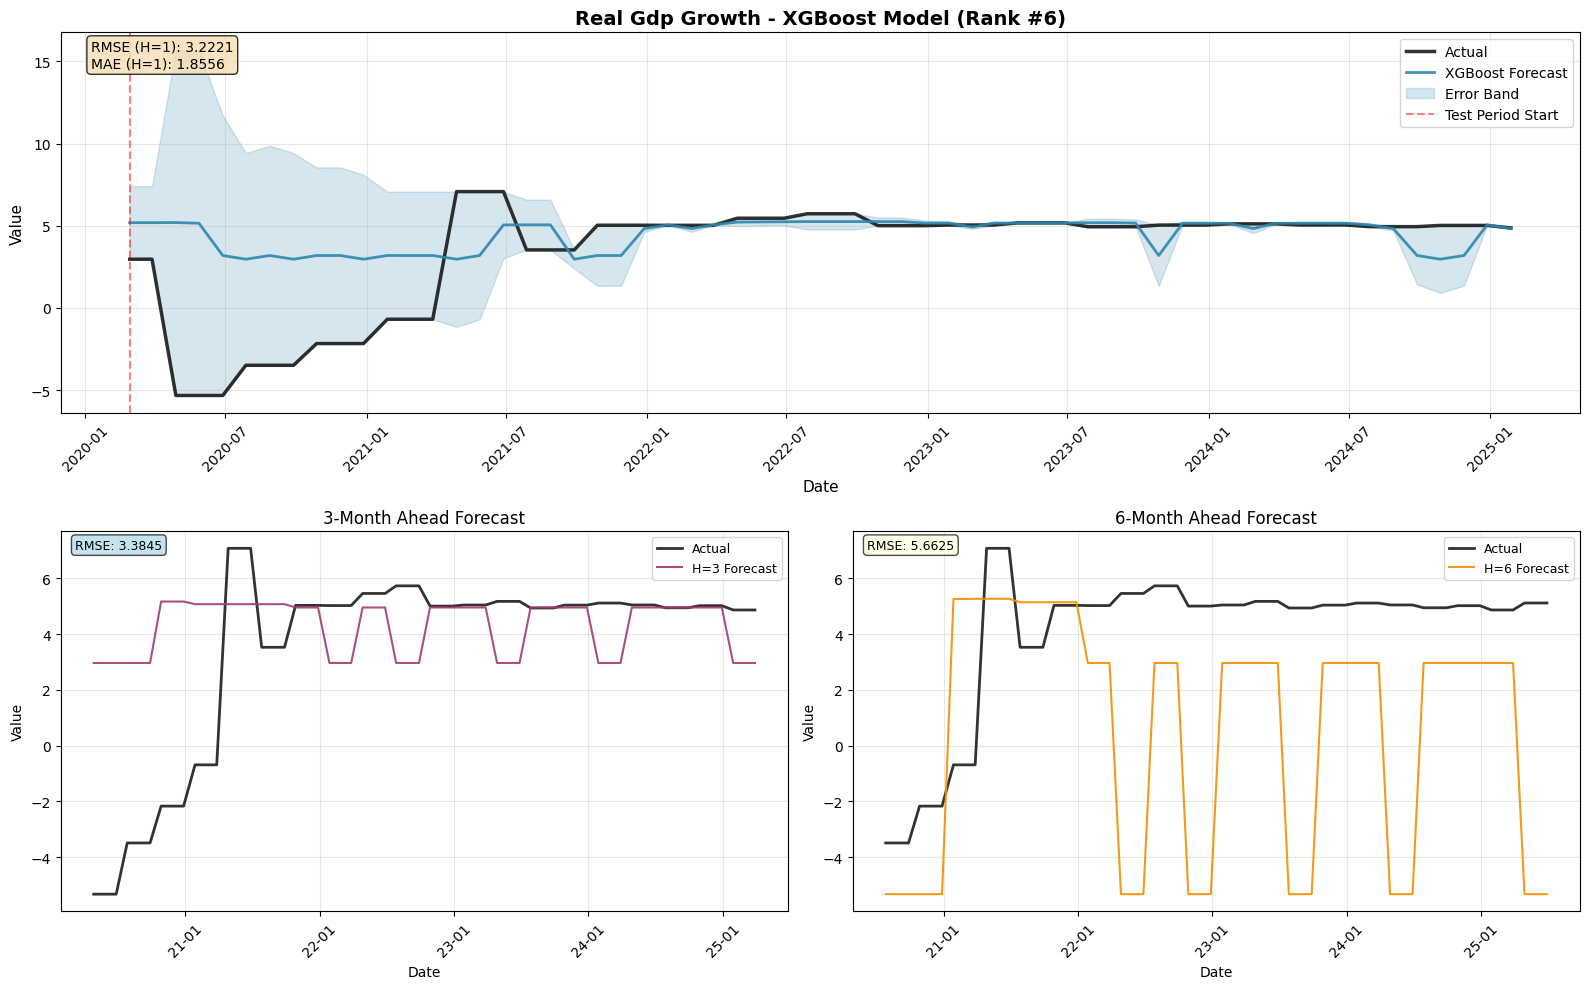 Real Gdp Growth - XGBoost Model (Rank #6)
RMSE (H=1): 3.2221
MAE (H=1): 1.8556
Actual
XGBoost Forecast
Error Band
Test Period Start
Value
15
10
5
0
−5
2020-01
2020-07
2021-01
2021-07
2022-01
2022-07
2023-01
2023-07
2024-01
2024-07
2025-01
Date
3-Month Ahead Forecast
RMSE: 3.3845
Actual
H=3 Forecast
Value
6
4
2
0
−2
−4
21-01
22-01
23-01
24-01
25-01
Date
6-Month Ahead Forecast
RMSE: 5.6625
Actual
H=6 Forecast
Value
6
4
2
0
−2
−4
21-01
22-01
23-01
24-01
25-01
Date